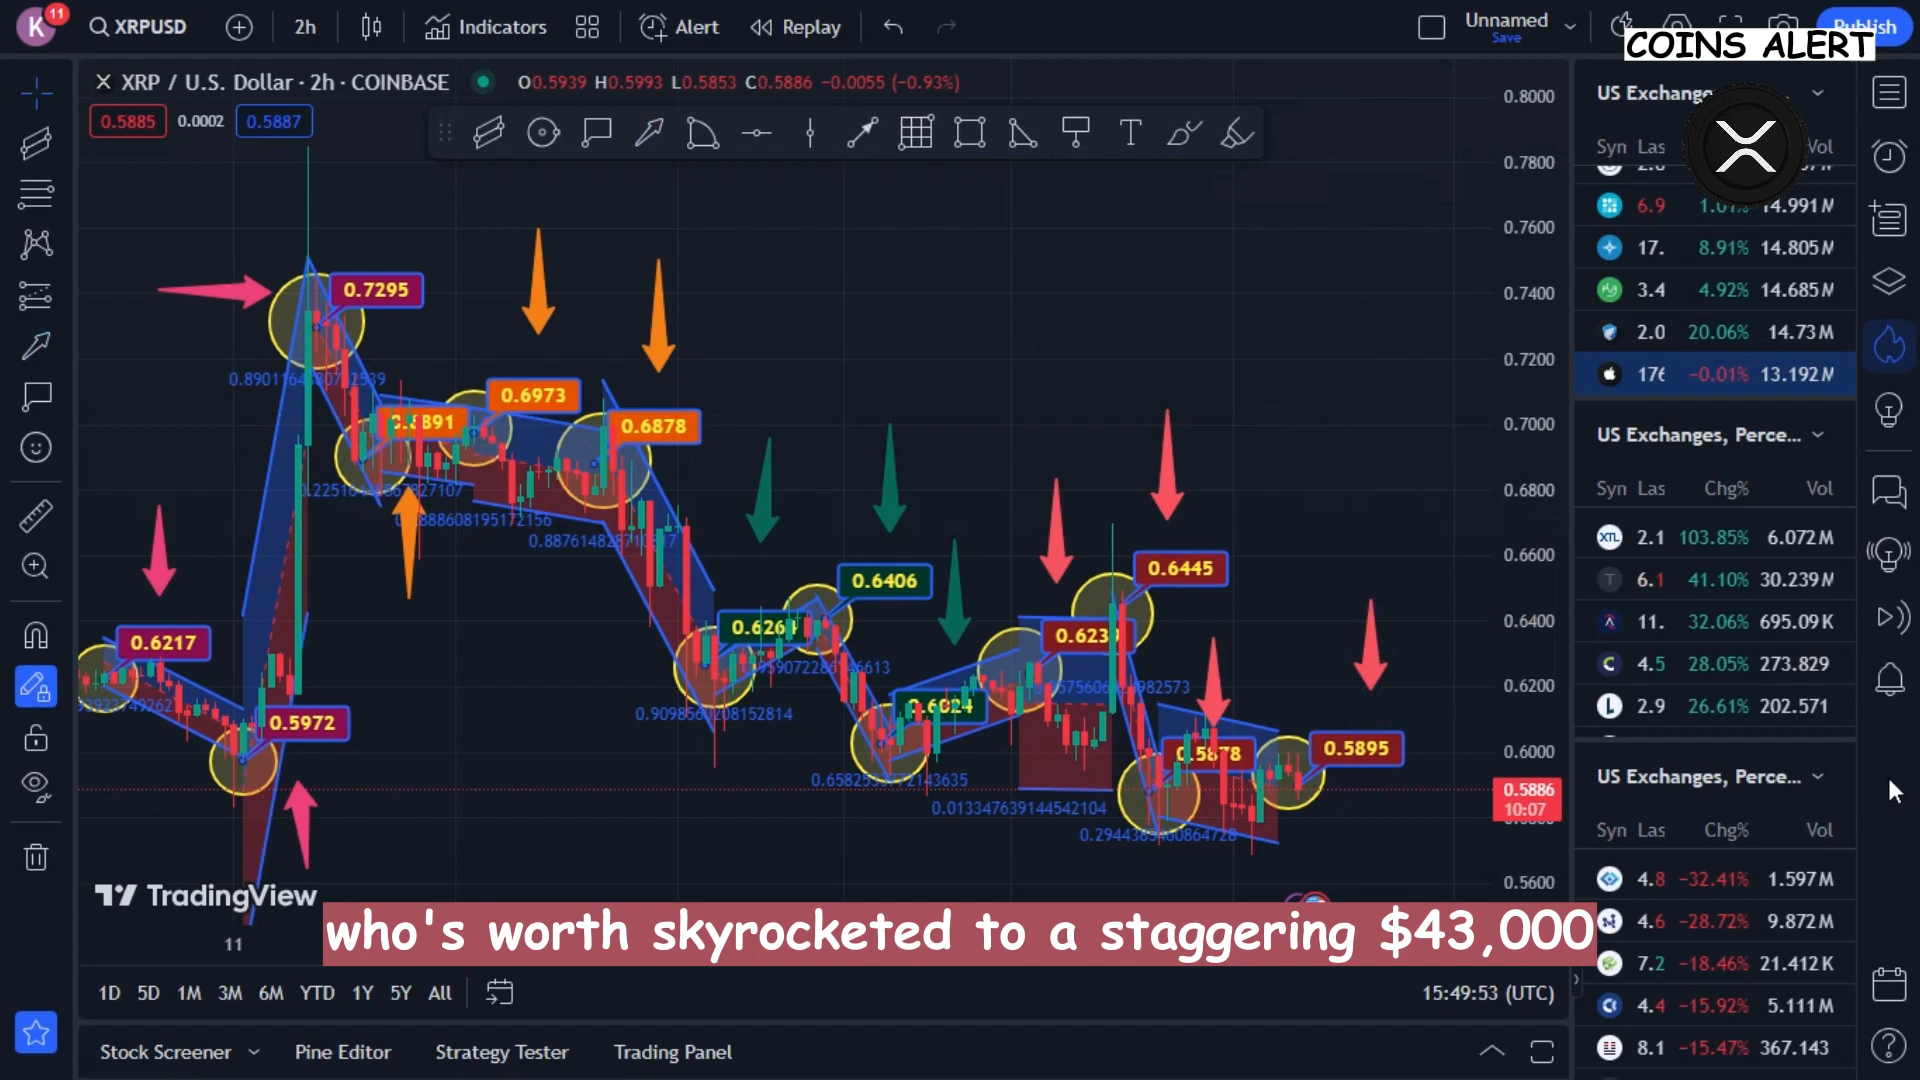 K 11 XRPUSD 2h Indicators Alert Replay Unnamed Save
COINS ALERT
XRP / U.S. Dollar · 2h · COINBASE O0.5939 H0.5993 L0.5853 C0.5886 −0.0055 (−0.93%)
0.5885 0.0002 0.5887
0.8000
0.7800
0.7600
0.7400
0.7200
0.7000
0.6800
0.6600
0.6400
0.6200
0.6000
0.5886
10:07
0.5600
0.7295
0.6973
0.6891
0.6878
0.6406
0.6445
0.6217
0.5972
0.5878
0.5895
0.9098560208152814
0.013347639144542104
TradingView
who's worth skyrocketed to a staggering $43,000
11
1D 5D 1M 3M 6M YTD 1Y 5Y All
15:49:53 (UTC)
Stock Screener Pine Editor Strategy Tester Trading Panel
US Exchange
Syn Las Vol
6.9 14.991M
17. 8.91% 14.805M
3.4 4.92% 14.685M
2.0 20.06% 14.73M
176 −0.01% 13.192M
US Exchanges, Perce...
Syn Las Chg% Vol
2.1 103.85% 6.072M
6.1 41.10% 30.239M
11. 32.06% 695.09K
4.5 28.05% 273.829
2.9 26.61% 202.571
US Exchanges, Perce...
Syn Las Chg% Vol
4.8 −32.41% 1.597M
4.6 −28.72% 9.872M
7.2 −18.46% 21.412K
4.4 −15.92% 5.111M
8.1 −15.47% 367.143